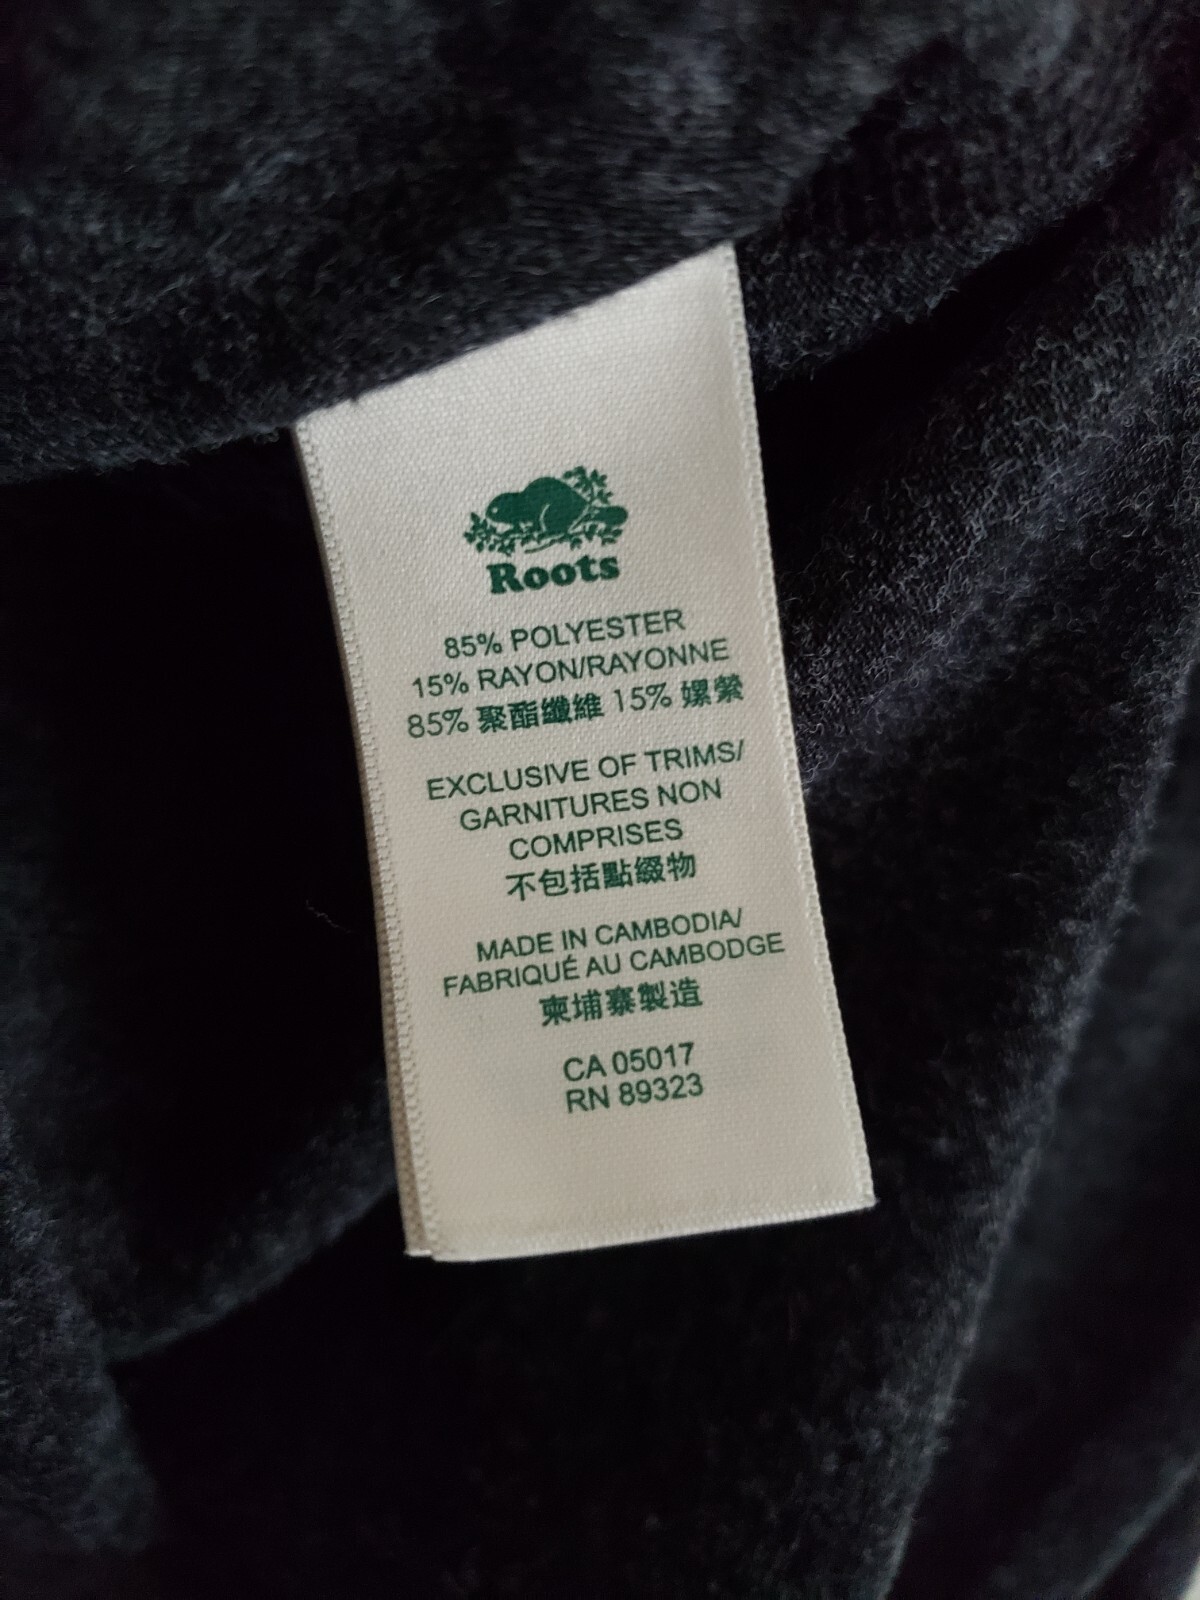 Roots
85% POLYESTER
15% RAYON/RAYONNE
85% 聚酯纖維 15% 嫘縈
EXCLUSIVE OF TRIMS/
GARNITURES NON
COMPRISES
不包括點綴物
MADE IN CAMBODIA/
FABRIQUÉ AU CAMBODGE
柬埔寨製造
CA 05017
RN 89323